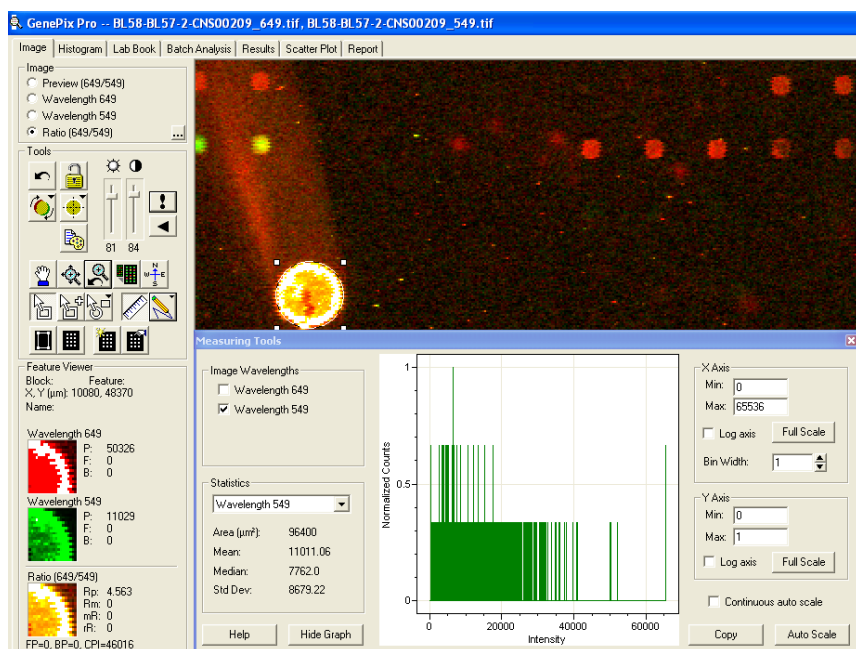 GenePix Pro -- BL58-BL57-2-CNS00209_649.tif, BL58-BL57-2-CNS00209_549.tif
Image Histogram Lab Book Batch Analysis Results Scatter Plot Report
Image
Preview (649/549)
Wavelength 649
Wavelength 549
Ratio (649/549)
...
Tools
81 84
N
W E
S
Feature Viewer
Block: Feature:
X, Y (µm): 10080, 48370
Name:
Wavelength 649
P: 50326
F: 0
B: 0
Wavelength 549
P: 11029
F: 0
B: 0
Ratio (649/549)
Rp: 4.563
Rm: 0
mR: 0
rR: 0
FP=0, BP=0, CPI=46016
Measuring Tools
Image Wavelengths
Wavelength 649
Wavelength 549
Statistics
Wavelength 549
Area (µm²): 96400
Mean: 11011.06
Median: 7762.0
Std Dev: 8679.22
Help Hide Graph
Normalized Counts
1
0.5
0
0 20000 40000 60000
Intensity
X Axis
Min: 0
Max: 65536
Log axis Full Scale
Bin Width: 1
Y Axis
Min: 0
Max: 1
Log axis Full Scale
Continuous auto scale
Copy Auto Scale